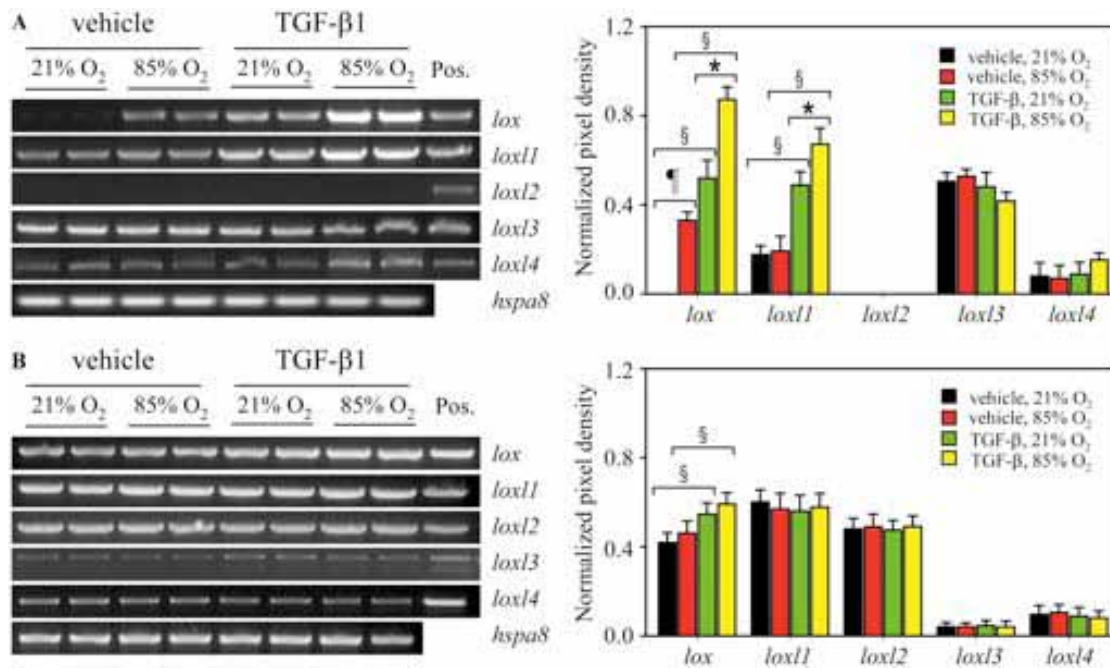 A vehicle TGF-β1
21% O2 85% O2 21% O2 85% O2 Pos.
lox
loxl1
loxl2
loxl3
loxl4
hspa8
Normalized pixel density
1.2
0.8
0.4
0.0
§
*
§
¶
§
*
§
vehicle, 21% O2
vehicle, 85% O2
TGF-β, 21% O2
TGF-β, 85% O2
lox loxl1 loxl2 loxl3 loxl4
B vehicle TGF-β1
21% O2 85% O2 21% O2 85% O2 Pos.
lox
loxl1
loxl2
loxl3
loxl4
hspa8
Normalized pixel density
1.2
0.8
0.4
0.0
§
§
vehicle, 21% O2
vehicle, 85% O2
TGF-β, 21% O2
TGF-β, 85% O2
lox loxl1 loxl2 loxl3 loxl4